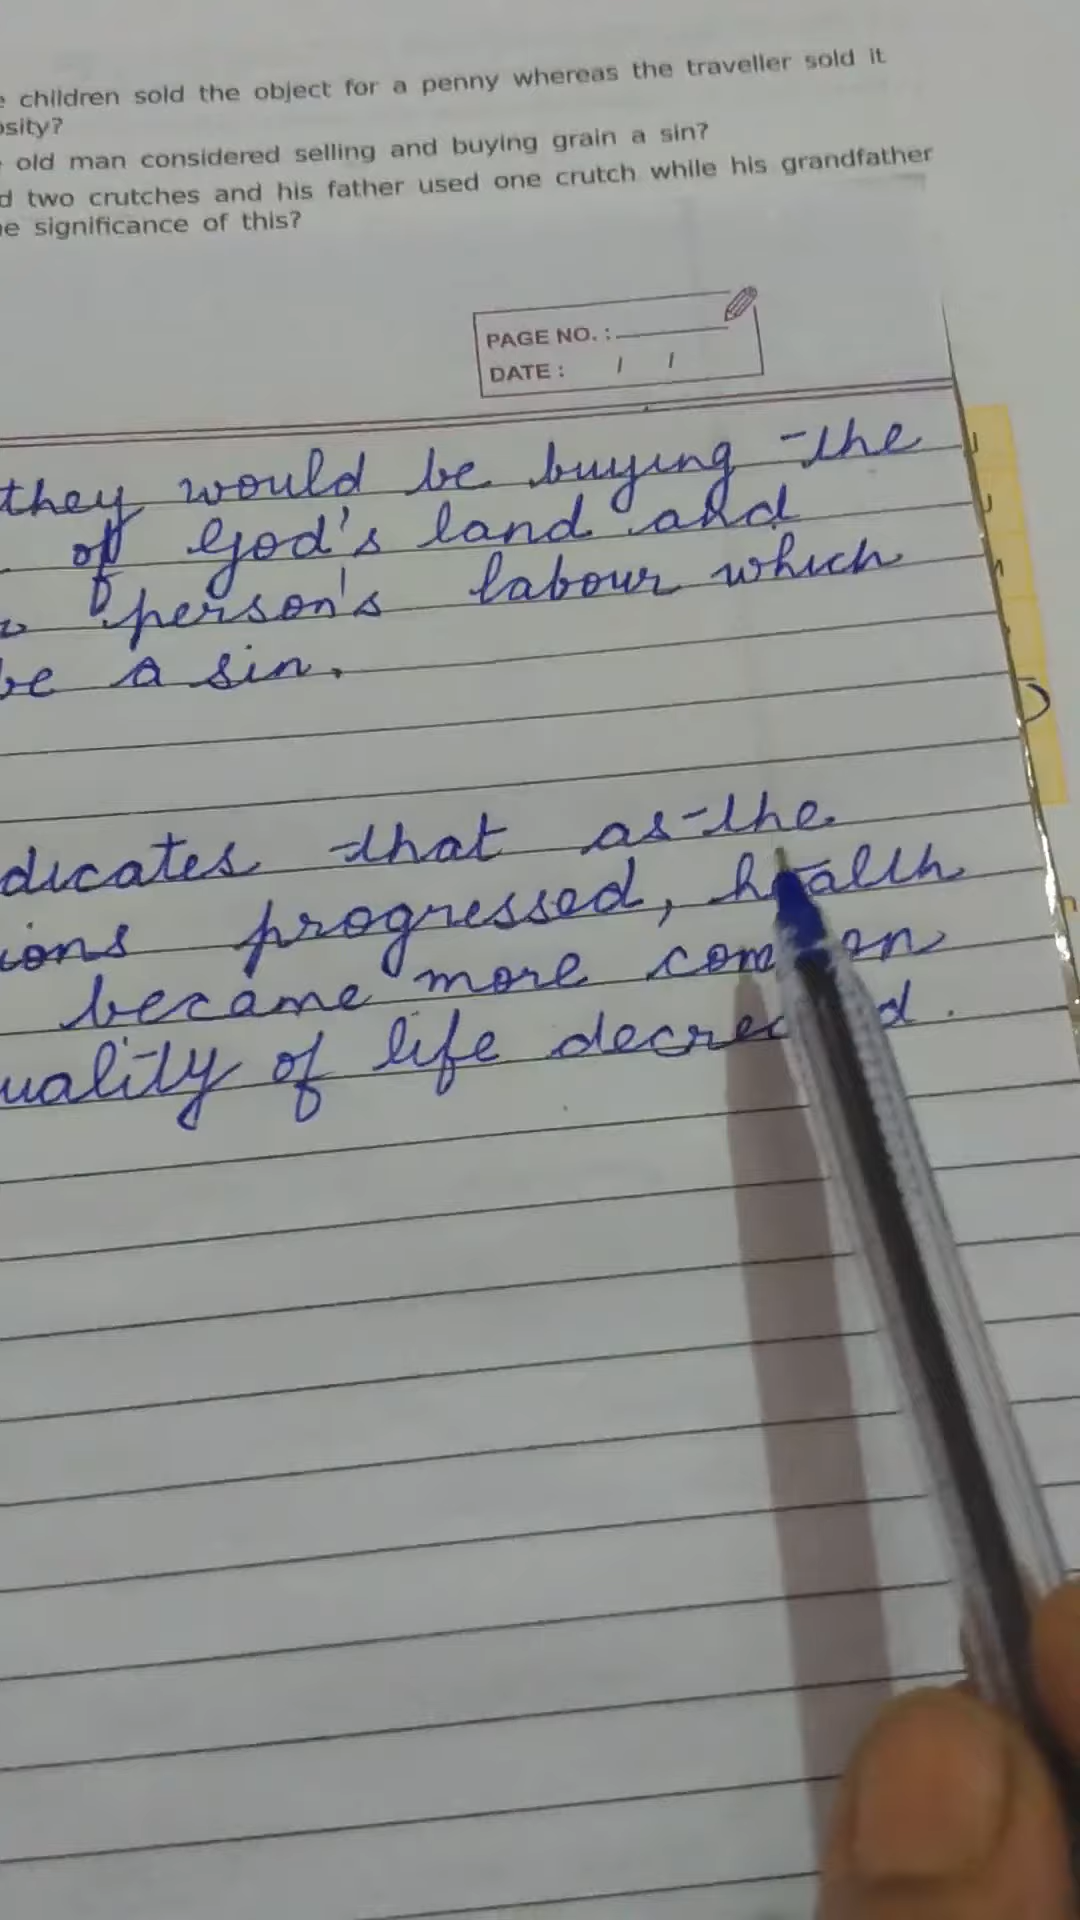 children sold the object for a penny whereas the traveller sold it
osity?
old man considered selling and buying grain a sin?
d two crutches and his father used one crutch while his grandfather
e significance of this?
PAGE NO. :
DATE : / /
they would be buying the
of God's land and
person's labour which
be a sin.
dicates that as the
ions progressed, health
became more common
uality of life decreased.